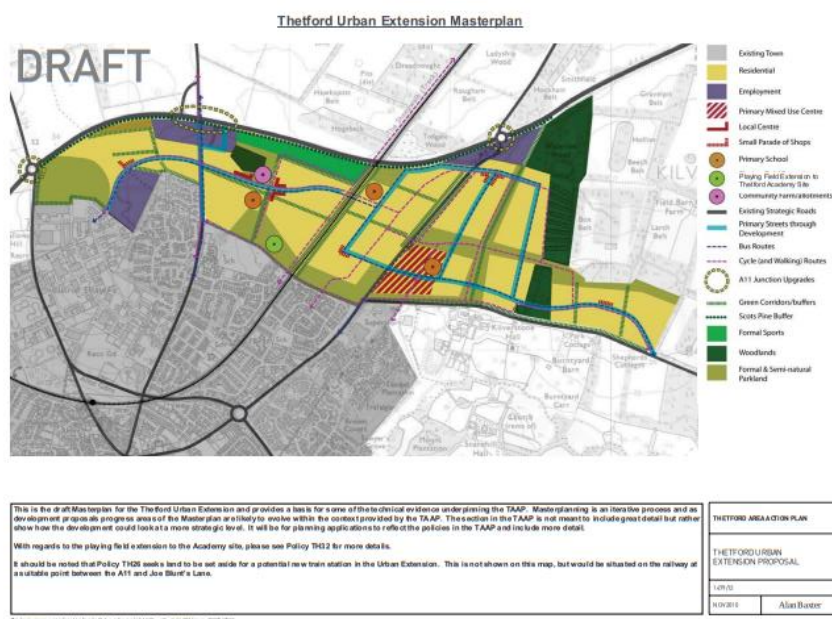 Thetford Urban Extension Masterplan
DRAFT
Existing Town
Residential
Employment
Primary Mixed Use Centre
Local Centre
Small Parade of Shops
Primary School
Playing Field Extension to
Thetford Academy Site
Community Farm/allotments
Existing Strategic Roads
Primary Streets through
Development
Bus Routes
Cycle (and Walking) Routes
A11 Junction Upgrades
Green Corridors/buffers
Scots Pine Buffer
Formal Sports
Woodlands
Formal & Semi-natural
Parkland
Ladyship
Wood
Smithfield
KILV
Kilverstone
Hall
Bunnyard
Barn
This is the draft Masterplan for the Thetford Urban Extension and provides a basis for some of the technical evidence underpinning the TAAP. Masterplanning is an iterative process and as
development proposals progress areas of the Masterplan are likely to evolve within the context provided by the TAAP. The section in the TAAP is not meant to include great detail but rather
show how the development could look at a more strategic level. It will be for planning applications to reflect the policies in the TAAP and include more detail.
With regards to the playing field extension to the Academy site, please see Policy TH32 for more details.
It should be noted that Policy TH26 seeks land to be set aside for a potential new train station in the Urban Extension. This is not shown on this map, but would be situated on the railway at
a suitable point between the A11 and Joe Blunt's Lane.
THETFORD AREA ACTION PLAN
THETFORD URBAN
EXTENSION PROPOSAL
NOV 2010
Alan Baxter